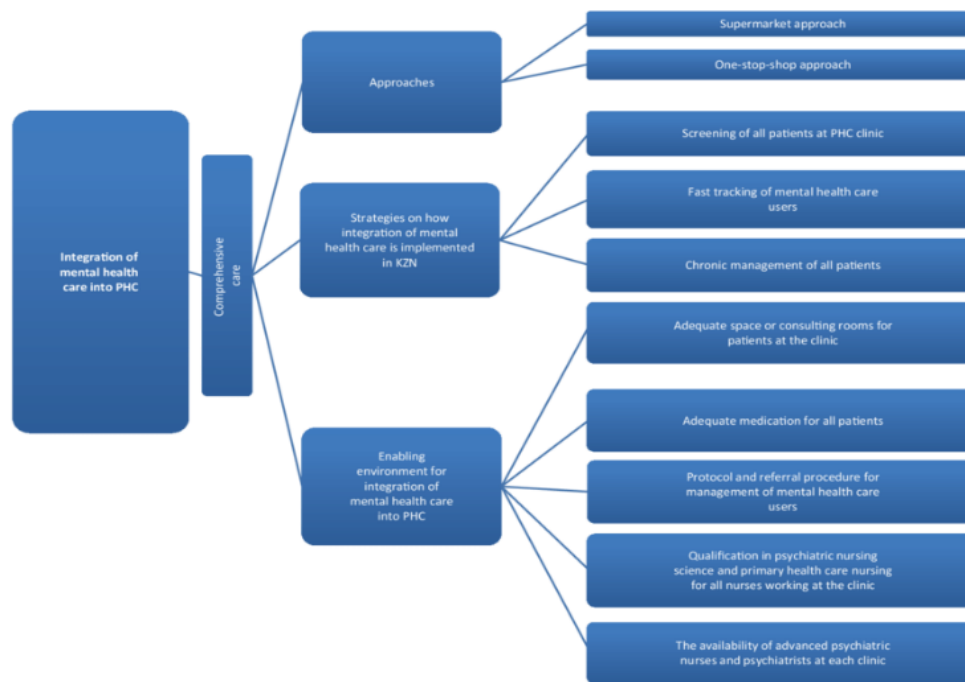 Integration of
mental health
care into PHC
Comprehensive
care
Approaches
Supermarket approach
One-stop-shop approach
Strategies on how
integration of mental
health care is implemented
in KZN
Screening of all patients at PHC clinic
Fast tracking of mental health care
users
Chronic management of all patients
Enabling
environment for
integration of
mental health care
into PHC
Adequate space or consulting rooms for
patients at the clinic
Adequate medication for all patients
Protocol and referral procedure for
management of mental health care
users
Qualification in psychiatric nursing
science and primary health care nursing
for all nurses working at the clinic
The availability of advanced psychiatric
nurses and psychiatrists at each clinic